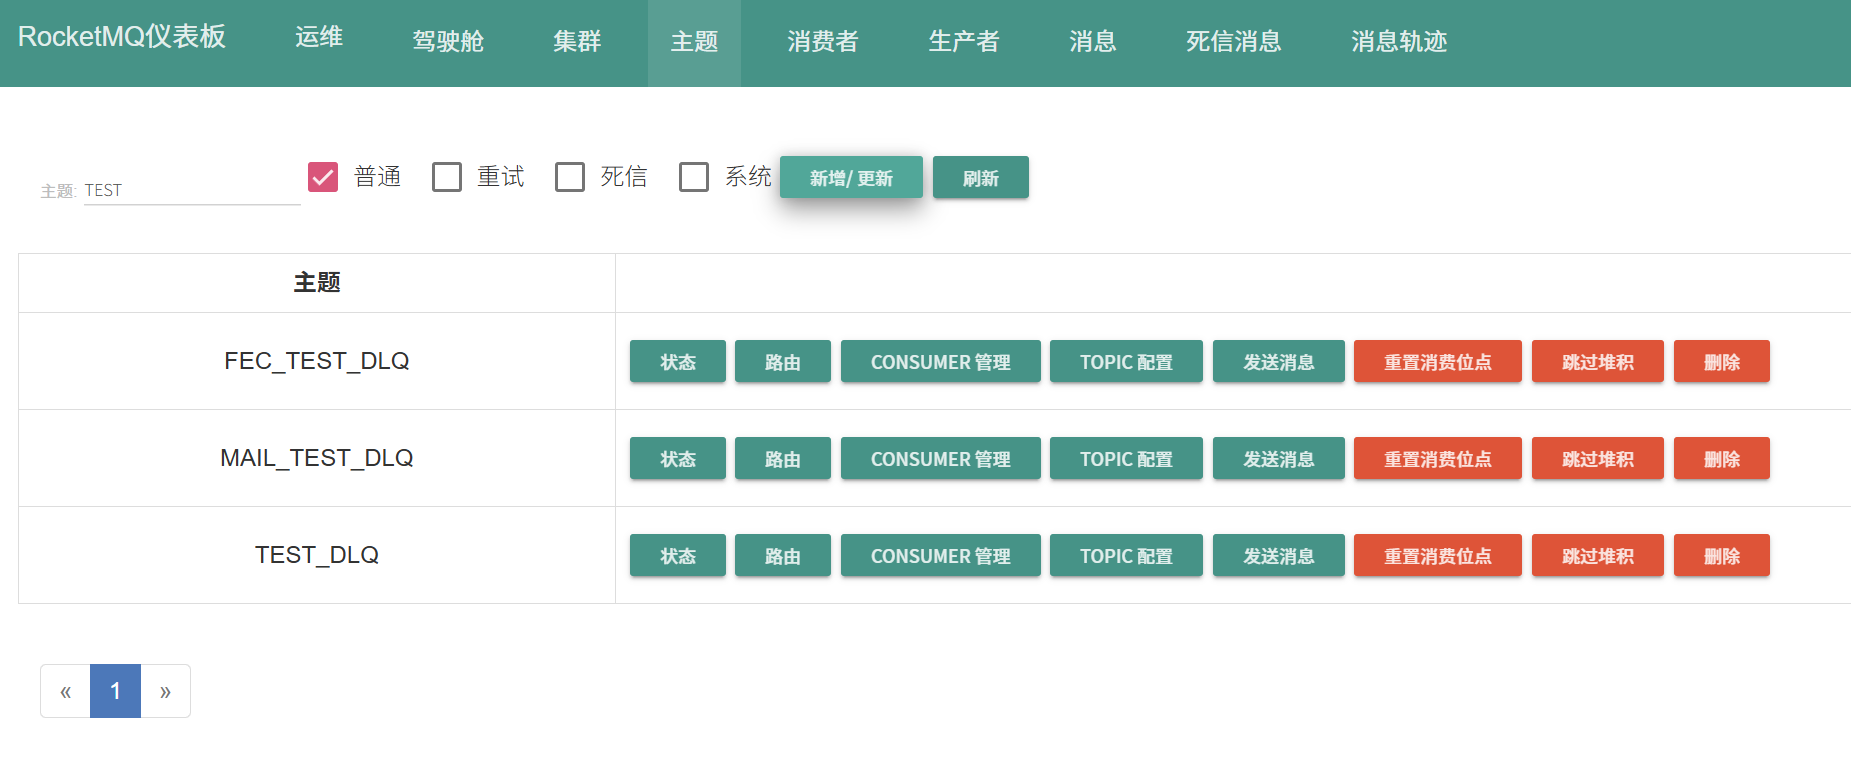 RocketMQ仪表板 运维 驾驶舱 集群 主题 消费者 生产者 消息 死信消息 消息轨迹
主题: TEST 普通 重试 死信 系统 新增/ 更新 刷新
主题
FEC_TEST_DLQ 状态 路由 CONSUMER 管理 TOPIC 配置 发送消息 重置消费位点 跳过堆积 删除
MAIL_TEST_DLQ 状态 路由 CONSUMER 管理 TOPIC 配置 发送消息 重置消费位点 跳过堆积 删除
TEST_DLQ 状态 路由 CONSUMER 管理 TOPIC 配置 发送消息 重置消费位点 跳过堆积 删除
« 1 »